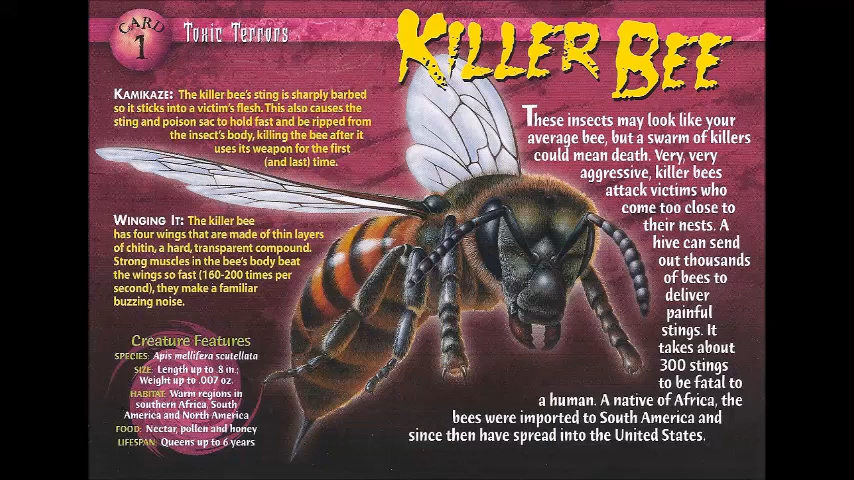 CARD
1
Toxic Terrors
KILLER BEE
KAMIKAZE: The killer bee's sting is sharply barbed
so it sticks into a victim's flesh. This also causes the
sting and poison sac to hold fast and be ripped from
the insect's body, killing the bee after it
uses its weapon for the first
(and last) time.
WINGING IT: The killer bee
has four wings that are made of thin layers
of chitin, a hard, transparent compound.
Strong muscles in the bee's body beat
the wings so fast (160-200 times per
second), they make a familiar
buzzing noise.
Creature Features
SPECIES: Apis mellifera scutellata
SIZE: Length up to .8 in.;
Weight up to .007 oz.
HABITAT: Warm regions in
southern Africa, South
America and North America
FOOD: Nectar, pollen and honey
LIFESPAN: Queens up to 6 years
These insects may look like your
average bee, but a swarm of killers
could mean death. Very, very
aggressive, killer bees
attack victims who
come too close to
their nests. A
hive can send
out thousands
of bees to
deliver
painful
stings. It
takes about
300 stings
to be fatal to
a human. A native of Africa, the
bees were imported to South America and
since then have spread into the United States.